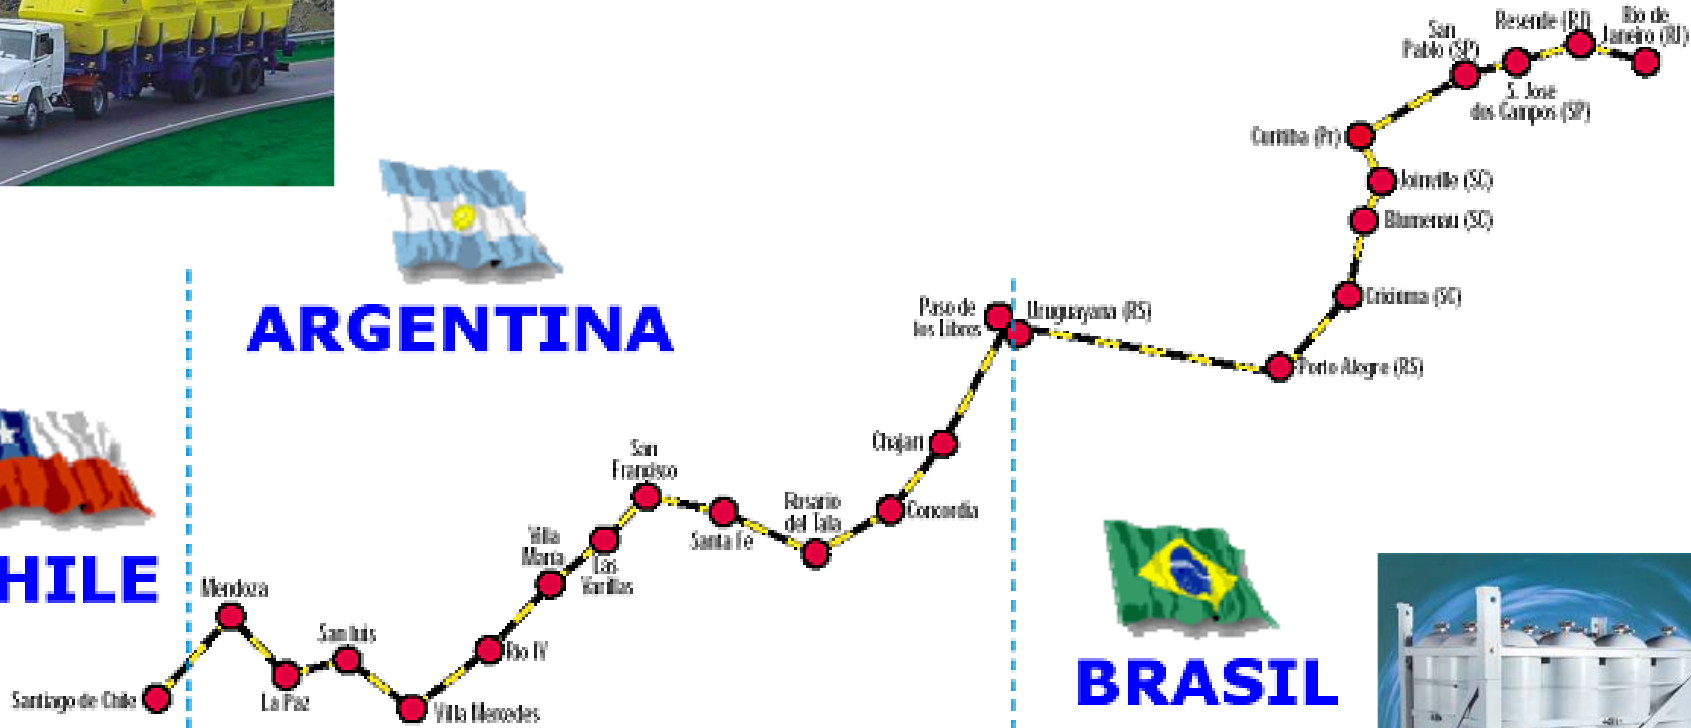 San
Pablo (SP)
Resende (RJ)
Rio de
Janeiro (RJ)
S. José
dos Campos (SP)
Curitiba (Pr)
Joinville (SC)
Blumenau (SC)
Criciuma (SC)
Porto Alegre (RS)
Uruguayana (RS)
Paso de
los Libres
ARGENTINA
Chajari
Concordia
Rosario
del Tala
Santa Fe
San
Francisco
Las
Varillas
Villa
María
Rio IV
Villa Mercedes
San luis
La Paz
Mendoza
Santiago de Chile
HILE
BRASIL